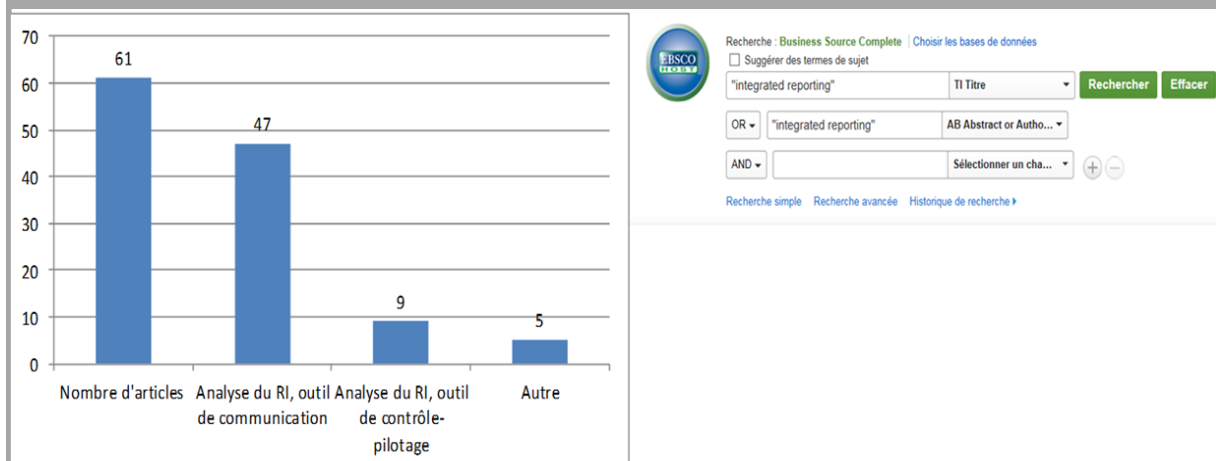 70
60
50
40
30
20
10
0
61
47
9
5
Nombre d'articles
Analyse du RI, outil
de communication
Analyse du RI, outil
de contrôle-
pilotage
Autre
EBSCO
HOST
Recherche : Business Source Complete | Choisir les bases de données
Suggérer des termes de sujet
"integrated reporting" TI Titre Rechercher Effacer
OR "integrated reporting" AB Abstract or Autho...
AND Sélectionner un cha...
Recherche simple Recherche avancée Historique de recherche